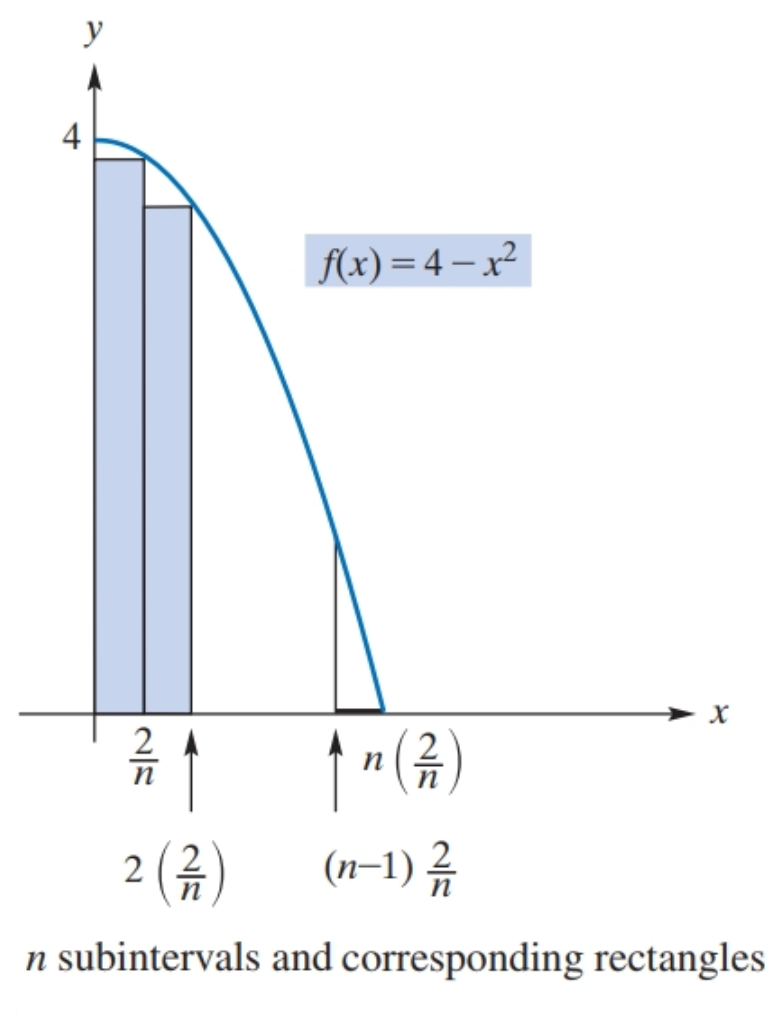 y
4
f(x) = 4 – x²
x
2/n
n (2/n)
2 (2/n)
(n–1) 2/n
n subintervals and corresponding rectangles